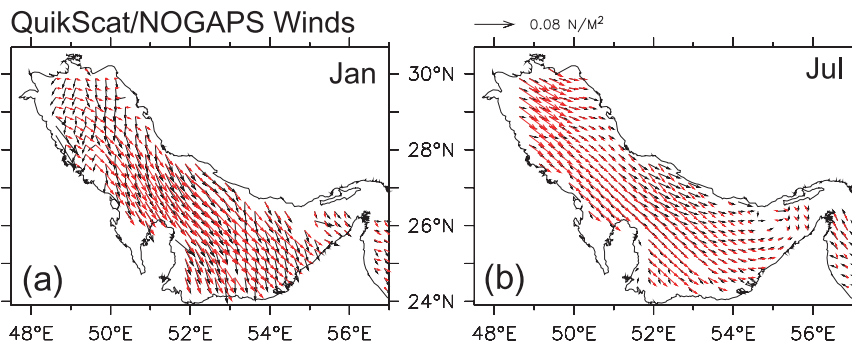 QuikScat/NOGAPS Winds
0.08 N/M²
Jan
30°N
Jul
28°N
26°N
(a)
24°N
(b)
48°E 50°E 52°E 54°E 56°E 48°E 50°E 52°E 54°E 56°E